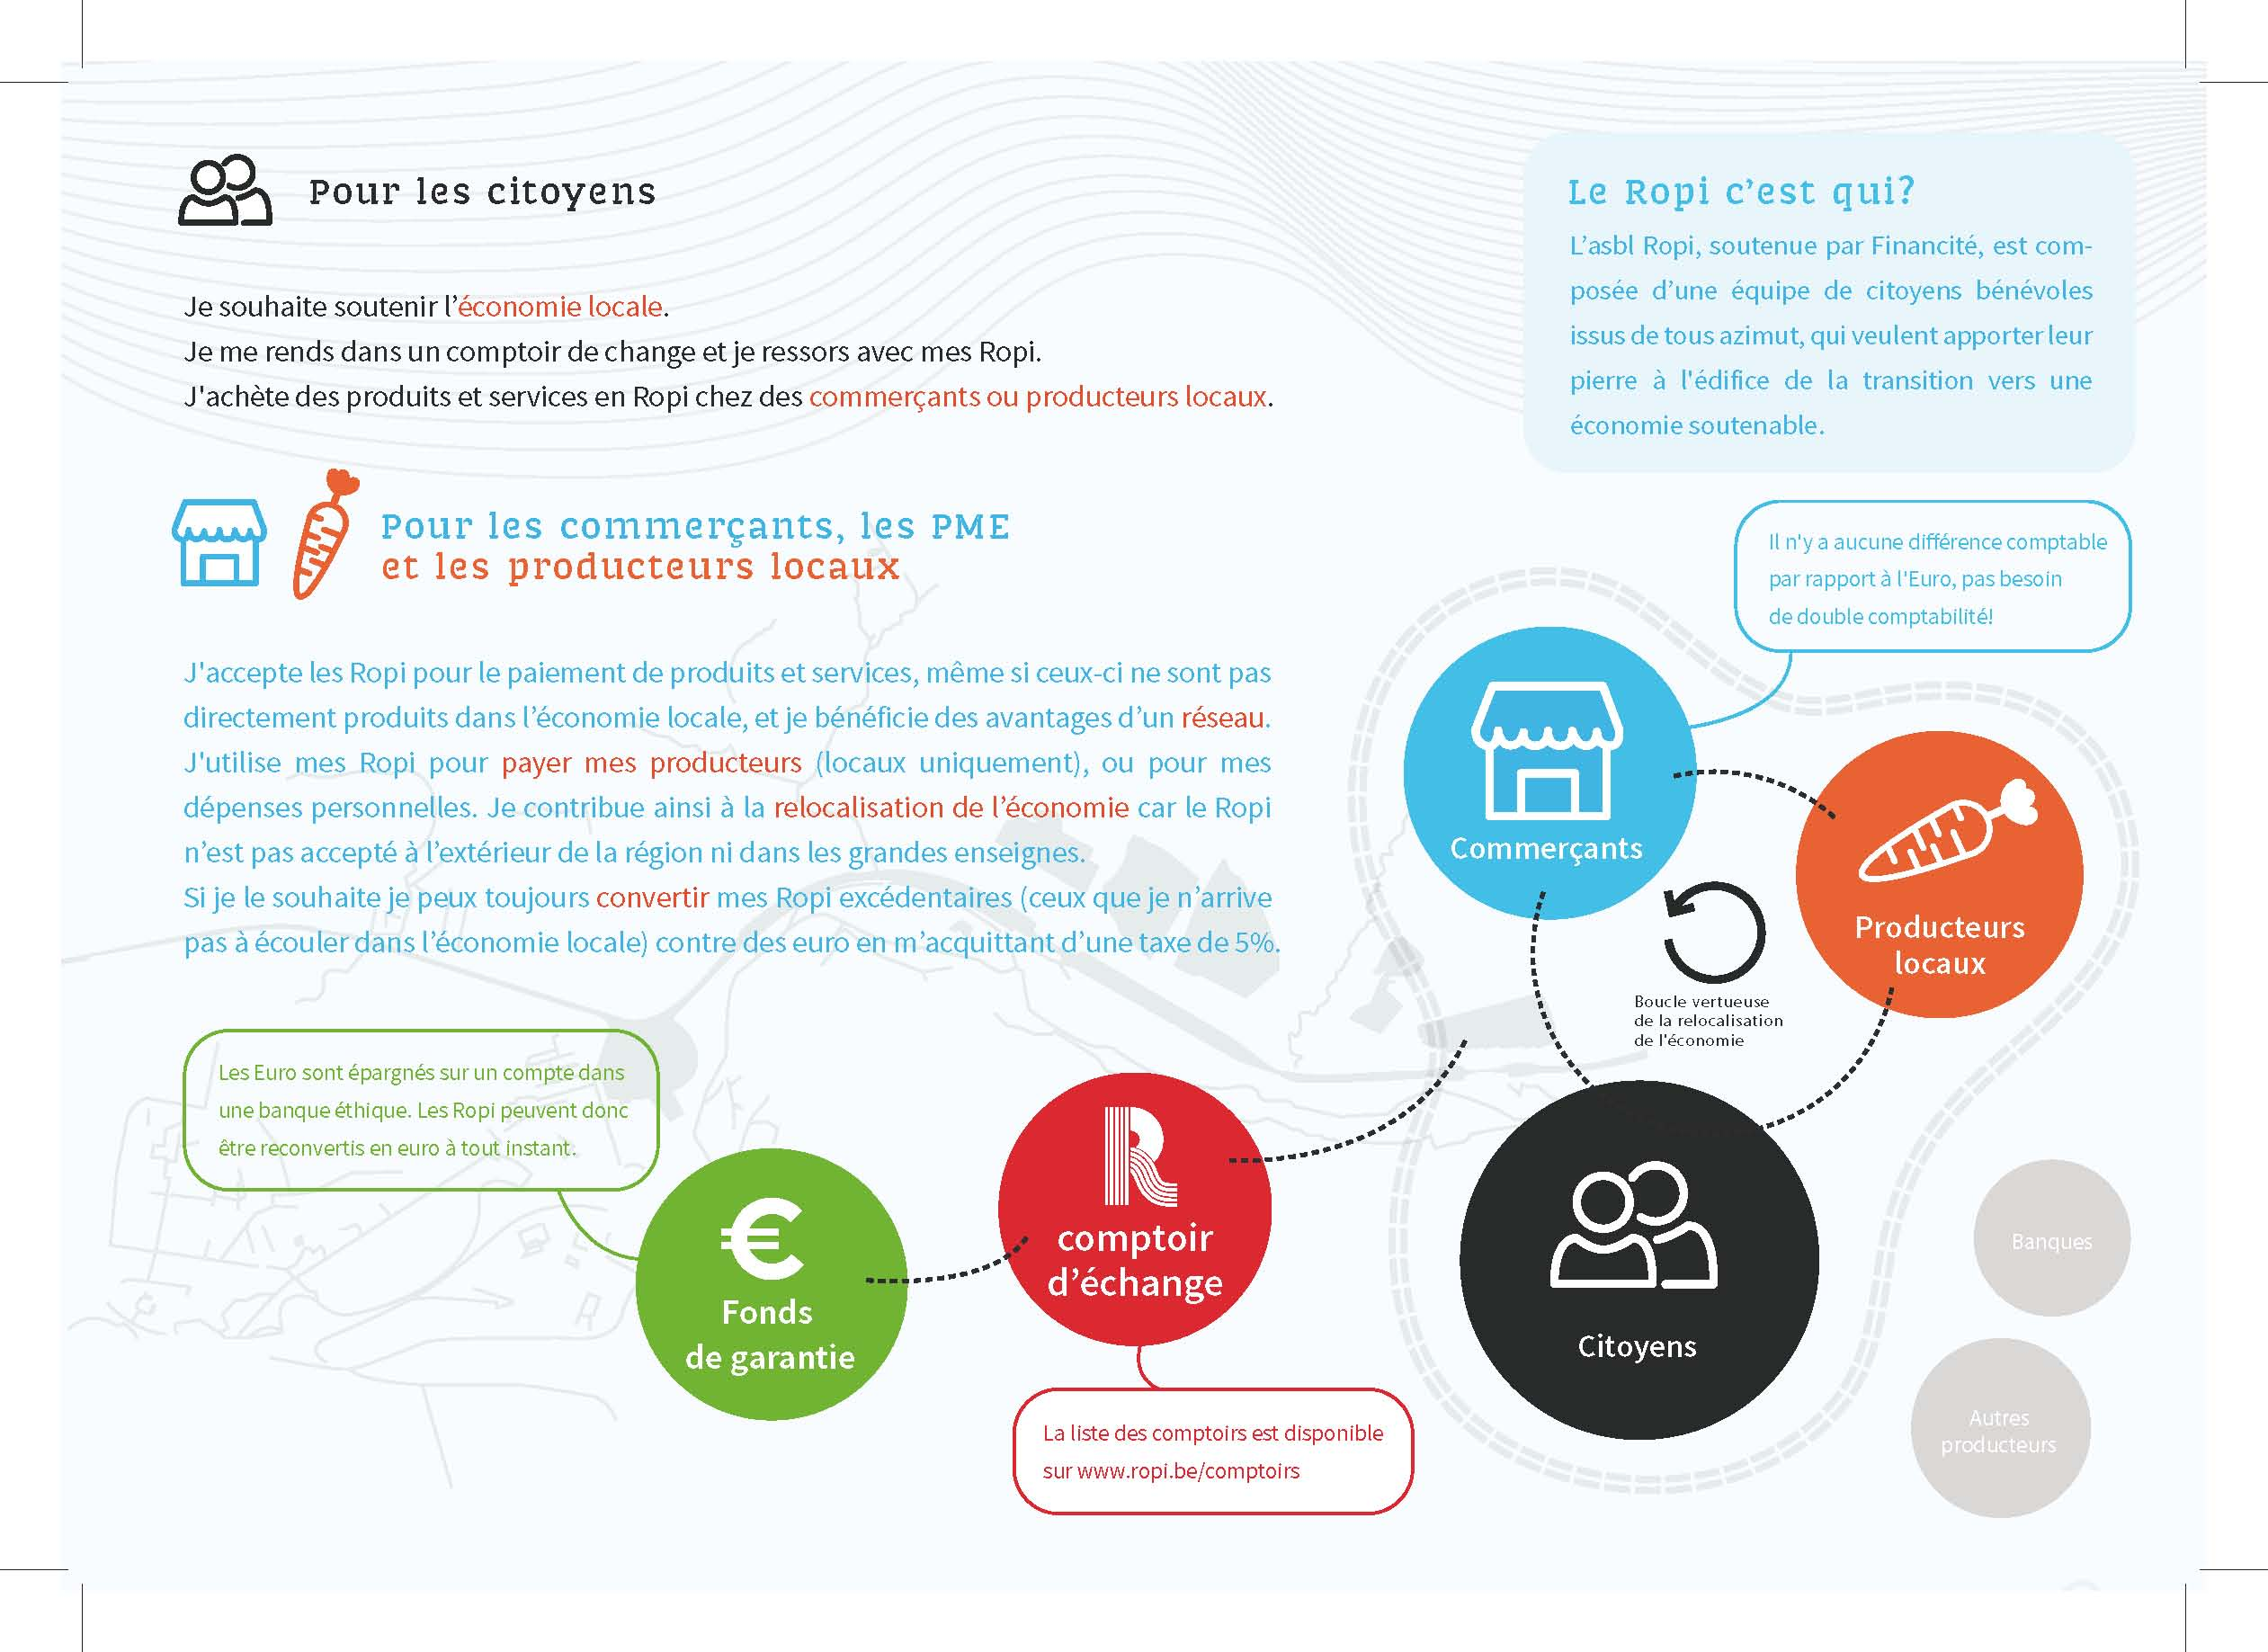 Pour les citoyens
Je souhaite soutenir l’économie locale.
Je me rends dans un comptoir de change et je ressors avec mes Ropi.
J'achète des produits et services en Ropi chez des commerçants ou producteurs locaux.
Le Ropi c’est qui?
L’asbl Ropi, soutenue par Financité, est com-
posée d’une équipe de citoyens bénévoles
issus de tous azimut, qui veulent apporter leur
pierre à l'édifice de la transition vers une
économie soutenable.
Pour les commerçants, les PME
et les producteurs locaux
J'accepte les Ropi pour le paiement de produits et services, même si ceux-ci ne sont pas
directement produits dans l’économie locale, et je bénéficie des avantages d’un réseau.
J'utilise mes Ropi pour payer mes producteurs (locaux uniquement), ou pour mes
dépenses personnelles. Je contribue ainsi à la relocalisation de l’économie car le Ropi
n’est pas accepté à l’extérieur de la région ni dans les grandes enseignes.
Si je le souhaite je peux toujours convertir mes Ropi excédentaires (ceux que je n’arrive
pas à écouler dans l’économie locale) contre des euro en m’acquittant d’une taxe de 5%.
Il n'y a aucune différence comptable
par rapport à l'Euro, pas besoin
de double comptabilité!
Commerçants
Producteurs
locaux
Boucle vertueuse
de la relocalisation
de l'économie
Les Euro sont épargnés sur un compte dans
une banque éthique. Les Ropi peuvent donc
être reconvertis en euro à tout instant.
€
Fonds
de garantie
R
comptoir
d’échange
La liste des comptoirs est disponible
sur www.ropi.be/comptoirs
Citoyens
Banques
Autres
producteurs